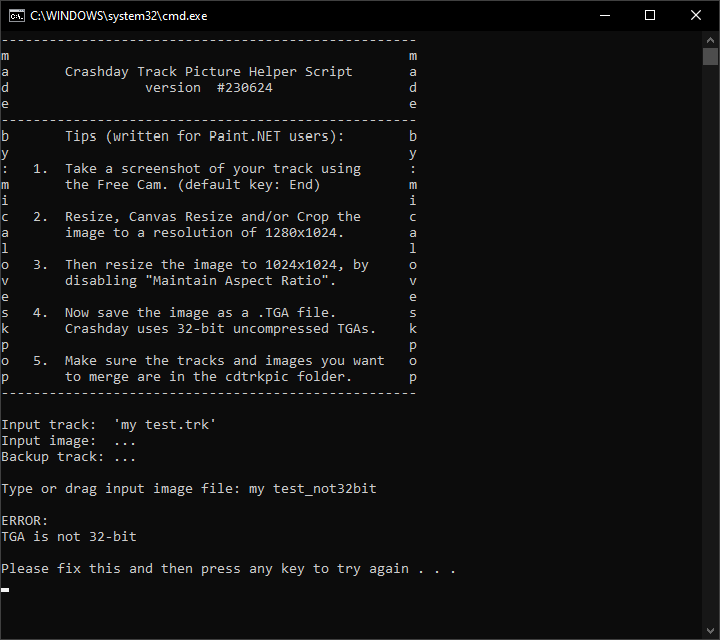 C:\WINDOWS\system32\cmd.exe
----------------------------------------------------
m                                                  m
a       Crashday Track Picture Helper Script       a
d                 version  #230624                 d
e                                                  e
----------------------------------------------------
b       Tips (written for Paint.NET users):        b
y                                                  y
:   1.  Take a screenshot of your track using      :
m       the Free Cam. (default key: End)           m
i                                                  i
c   2.  Resize, Canvas Resize and/or Crop the      c
a       image to a resolution of 1280x1024.        a
l                                                  l
o   3.  Then resize the image to 1024x1024, by     o
v       disabling "Maintain Aspect Ratio".         v
e                                                  e
s   4.  Now save the image as a .TGA file.         s
k       Crashday uses 32-bit uncompressed TGAs.    k
p                                                  p
o   5.  Make sure the tracks and images you want   o
p       to merge are in the cdtrkpic folder.       p
----------------------------------------------------
Input track:  'my test.trk'
Input image:  ...
Backup track: ...
Type or drag input image file: my test_not32bit
ERROR:
TGA is not 32-bit
Please fix this and then press any key to try again . . .